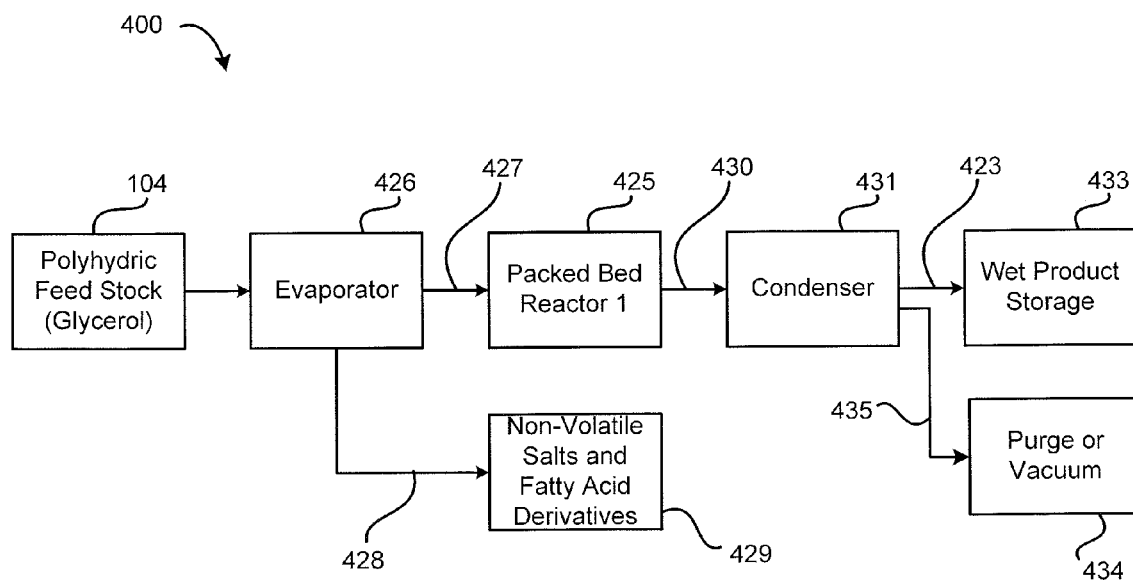 400
104
426
427
425
430
431
423
433
Polyhydric
Feed Stock
(Glycerol)
Evaporator
Packed Bed
Reactor 1
Condenser
Wet Product
Storage
435
Non-Volatile
Salts and
Fatty Acid
Derivatives
Purge or
Vacuum
428
429
434